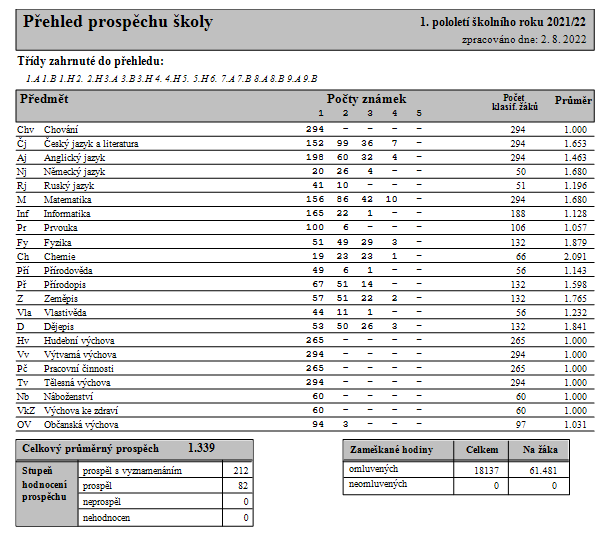 Přehled prospěchu školy
1. pololetí školního roku 2021/22
zpracováno dne: 2. 8. 2022
Třídy zahrnuté do přehledu:
1.A 1.B 1.H 2. 2.H 3.A 3.B 3.H 4. 4.H 5. 5.H 6. 7.A 7.B 8.A 8.B 9.A 9.B
Předmět Počty známek Počet klasif. žáků Průměr
1 2 3 4 5
Chv Chování 294 – – – – 294 1.000
Čj Český jazyk a literatura 152 99 36 7 – 294 1.653
Aj Anglický jazyk 198 60 32 4 – 294 1.463
Nj Německý jazyk 20 26 4 – – 50 1.680
Rj Ruský jazyk 41 10 – – – 51 1.196
M Matematika 156 86 42 10 – 294 1.680
Inf Informatika 165 22 1 – – 188 1.128
Pr Prvouka 100 6 – – – 106 1.057
Fy Fyzika 51 49 29 3 – 132 1.879
Ch Chemie 19 23 23 1 – 66 2.091
Pří Přírodověda 49 6 1 – – 56 1.143
Př Přírodopis 67 51 14 – – 132 1.598
Z Zeměpis 57 51 22 2 – 132 1.765
Vla Vlastivěda 44 11 1 – – 56 1.232
D Dějepis 53 50 26 3 – 132 1.841
Hv Hudební výchova 265 – – – – 265 1.000
Vv Výtvarná výchova 294 – – – – 294 1.000
Pč Pracovní činnosti 265 – – – – 265 1.000
Tv Tělesná výchova 294 – – – – 294 1.000
Nb Náboženství 60 – – – – 60 1.000
VkZ Výchova ke zdraví 60 – – – – 60 1.000
OV Občanská výchova 94 3 – – – 97 1.031
Celkový průměrný prospěch 1.339
Stupeň hodnocení prospěchu
prospěl s vyznamenáním 212
prospěl 82
neprospěl 0
nehodnocen 0
Zameškané hodiny Celkem Na žáka
omluvených 18137 61.481
neomluvených 0 0